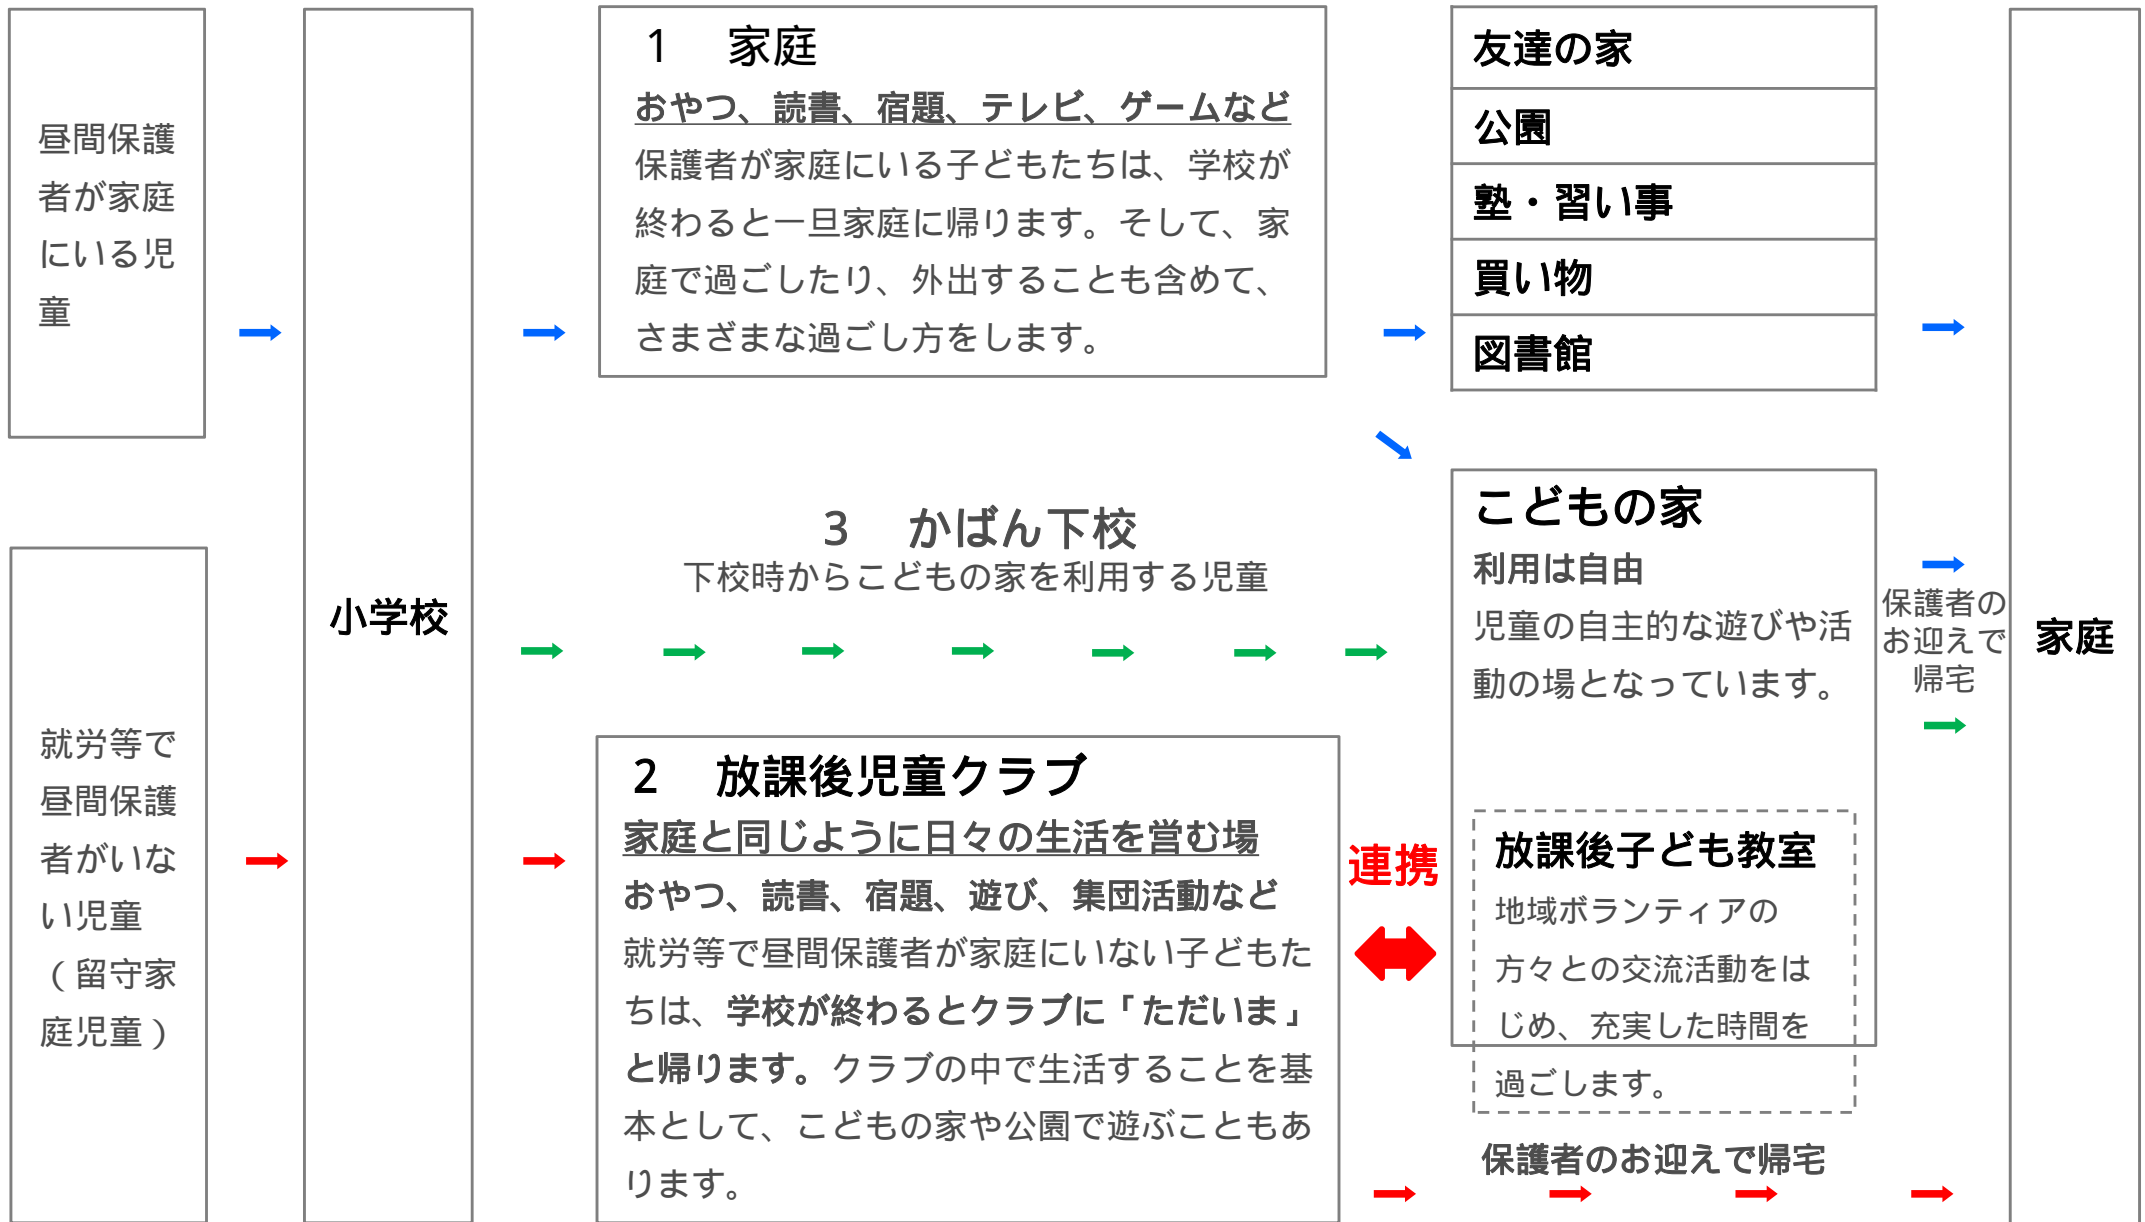 昼間保護
者が家庭
にいる児
童
就労等で
昼間保護
者がいな
い児童
（留守家
庭児童）
小学校
1　家庭
おやつ、読書、宿題、テレビ、ゲームなど
保護者が家庭にいる子どもたちは、学校が
終わると一旦家庭に帰ります。そして、家
庭で過ごしたり、外出することも含めて、
さまざまな過ごし方をします。
3　かばん下校
下校時からこどもの家を利用する児童
2　放課後児童クラブ
家庭と同じように日々の生活を営む場
おやつ、読書、宿題、遊び、集団活動など
就労等で昼間保護者が家庭にいない子どもた
ちは、学校が終わるとクラブに「ただいま」
と帰ります。クラブの中で生活することを基
本として、こどもの家や公園で遊ぶこともあ
ります。
連携
友達の家
公園
塾・習い事
買い物
図書館
こどもの家
利用は自由
児童の自主的な遊びや活
動の場となっています。
放課後子ども教室
地域ボランティアの
方々との交流活動をは
じめ、充実した時間を
過ごします。
保護者のお迎えで帰宅
保護者の
お迎えで
帰宅
家庭